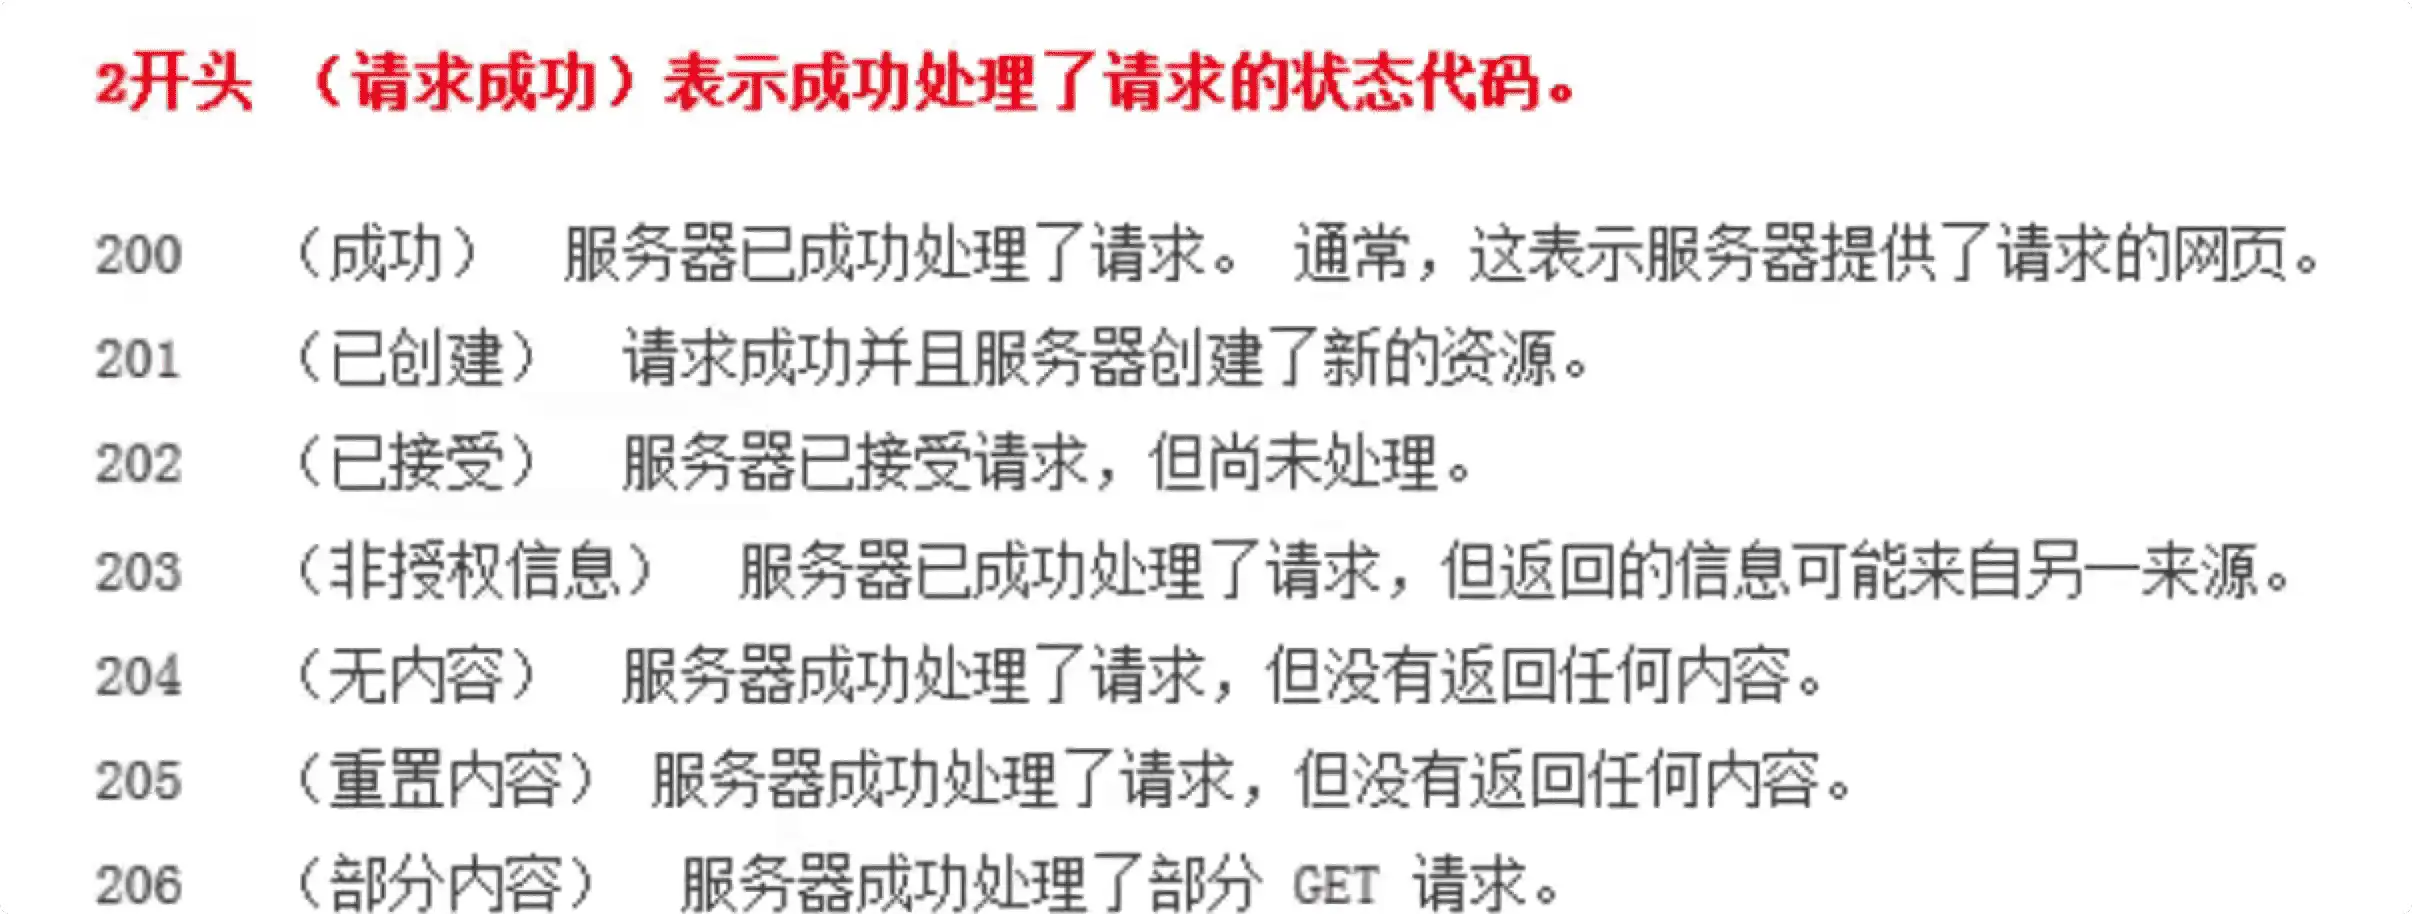 2开头 （请求成功）表示成功处理了请求的状态代码。
200 （成功） 服务器已成功处理了请求。 通常，这表示服务器提供了请求的网页。
201 （已创建） 请求成功并且服务器创建了新的资源。
202 （已接受） 服务器已接受请求，但尚未处理。
203 （非授权信息） 服务器已成功处理了请求，但返回的信息可能来自另一来源。
204 （无内容） 服务器成功处理了请求，但没有返回任何内容。
205 （重置内容） 服务器成功处理了请求，但没有返回任何内容。
206 （部分内容） 服务器成功处理了部分 GET 请求。